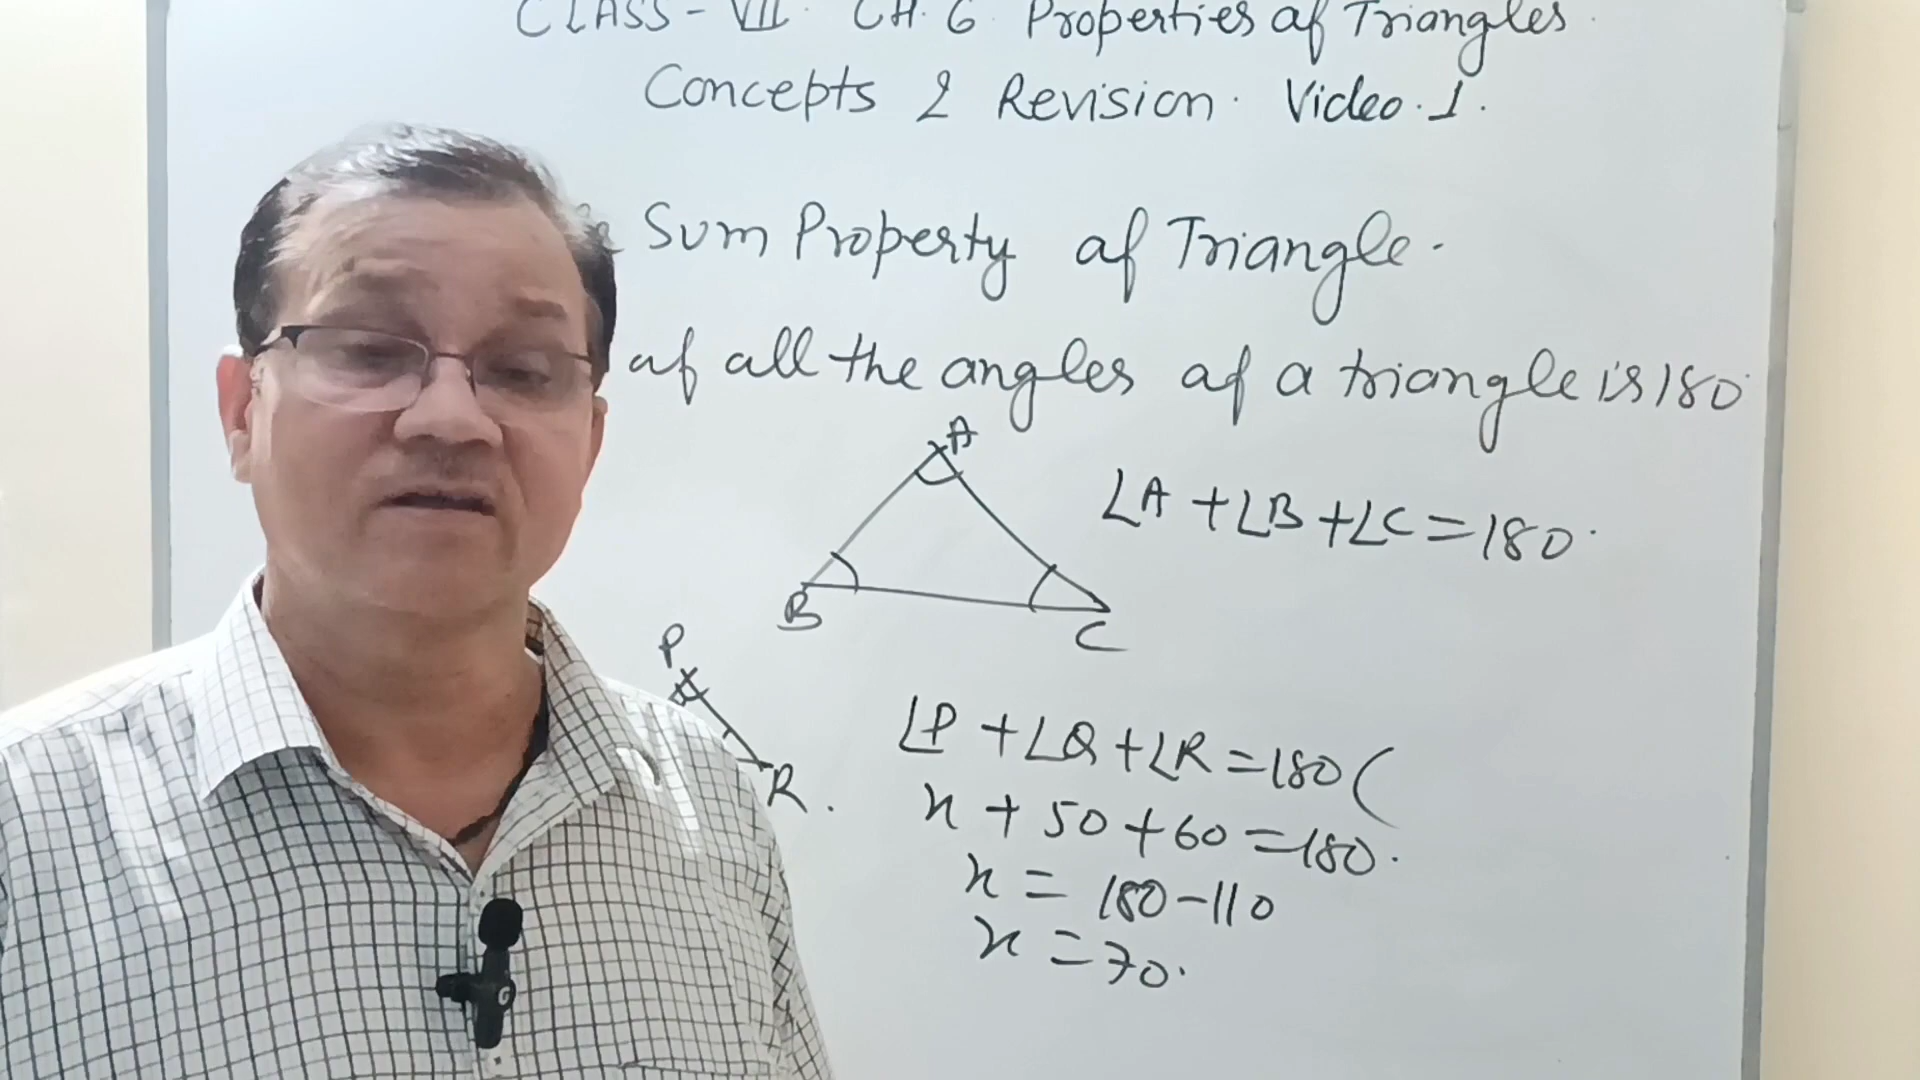 CLASS - VII. CH. 6 Properties of Triangles.
Concepts & Revision. Video.1.
Sum Property of Triangle.
of all the angles of a triangle is 180
A
∠A + ∠B + ∠C = 180.
B
C
P
∠P + ∠Q + ∠R = 180 (
R.
x + 50 + 60 = 180.
x = 180 - 110
x = 70.